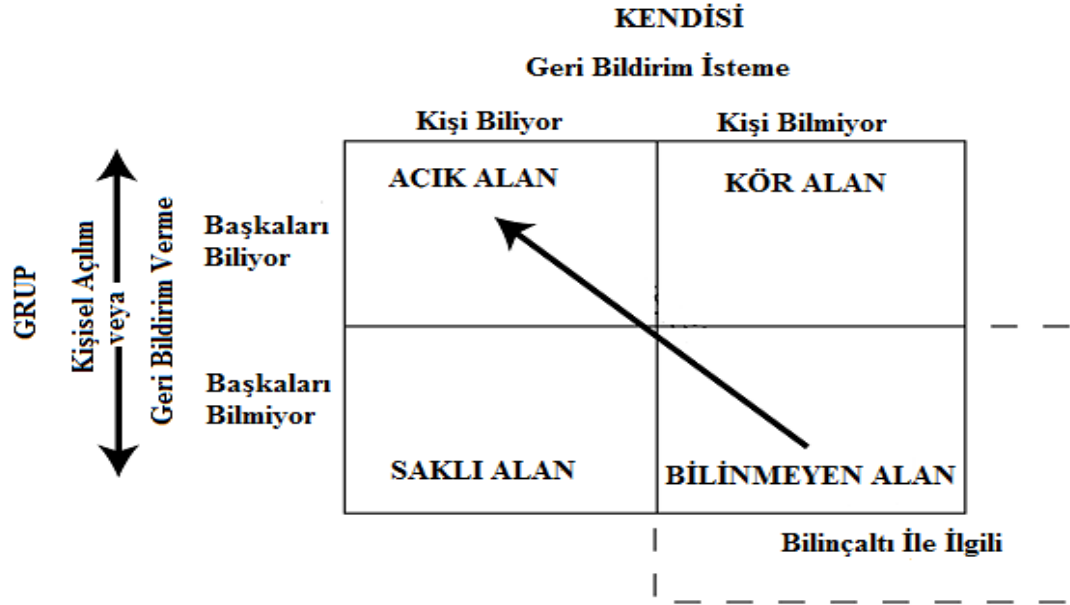 KENDİSİ
Geri Bildirim İsteme
Kişi Biliyor
Kişi Bilmiyor
ACIK ALAN
KÖR ALAN
GRUP
Kişisel Açılım
veya
Geri Bildirim Verme
Başkaları
Biliyor
Başkaları
Bilmiyor
SAKLI ALAN
BİLİNMEYEN ALAN
Bilinçaltı İle İlgili